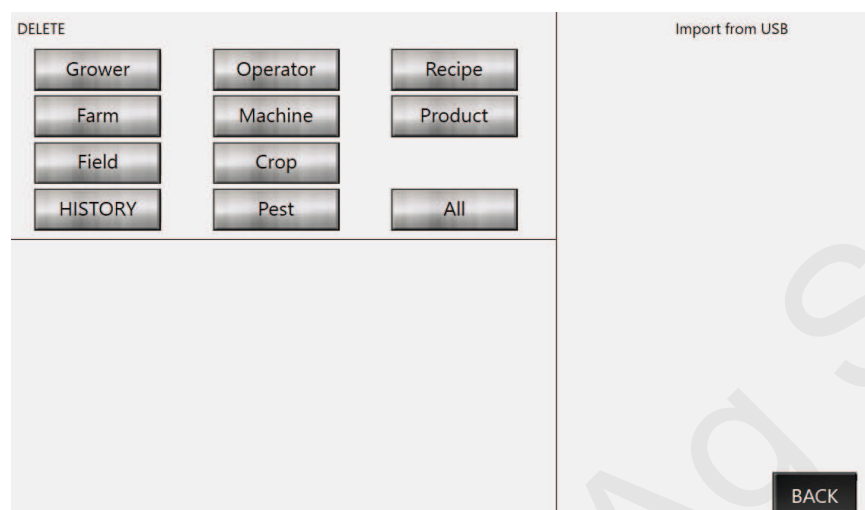 DELETE
Import from USB
Grower Operator Recipe
Farm Machine Product
Field Crop
HISTORY Pest All
BACK